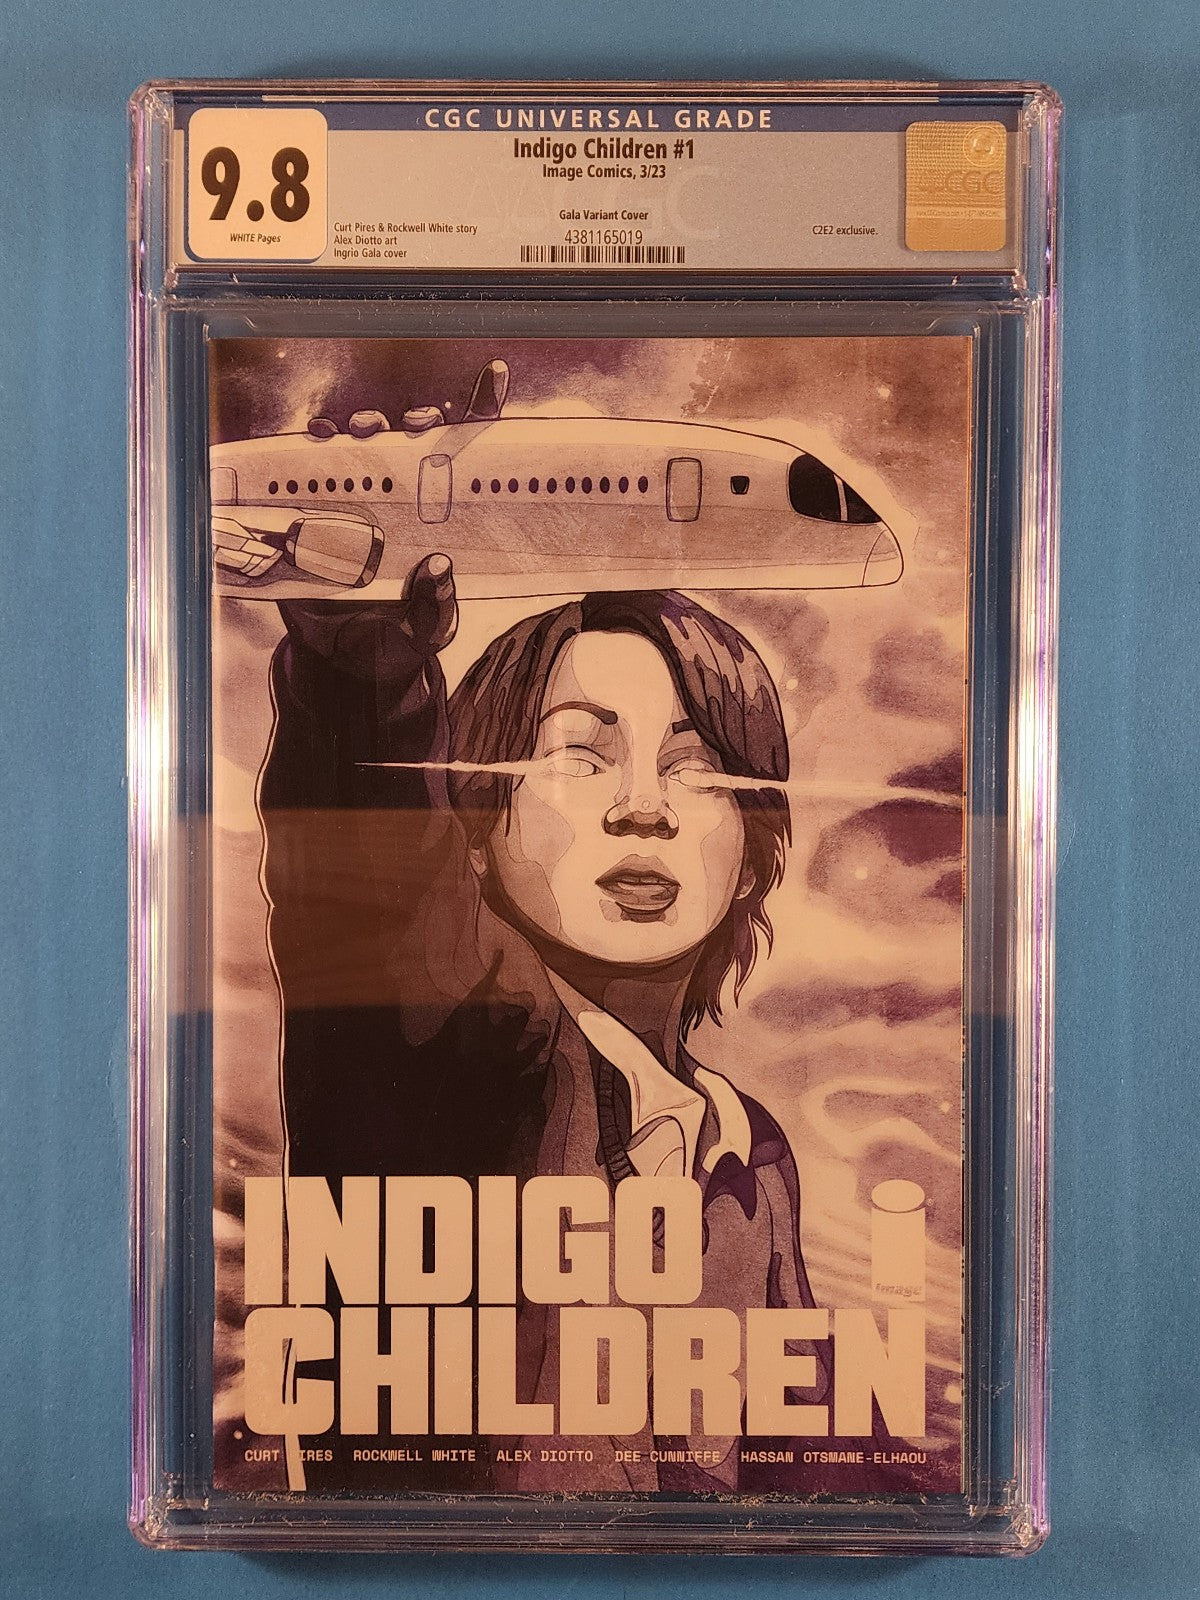 CGC UNIVERSAL GRADE
9.8
WHITE Pages
Indigo Children #1
Image Comics, 3/23
Gala Variant Cover
4381165019
Curt Pires & Rockwell White story
Alex Diotto art
Ingrio Gala cover
C2E2 exclusive.
CGC
INDIGO
CHILDREN
image
CURT PIRES ROCKWELL WHITE ALEX DIOTTO DEE CUNNIFFE HASSAN OTSMANE-ELHAOU